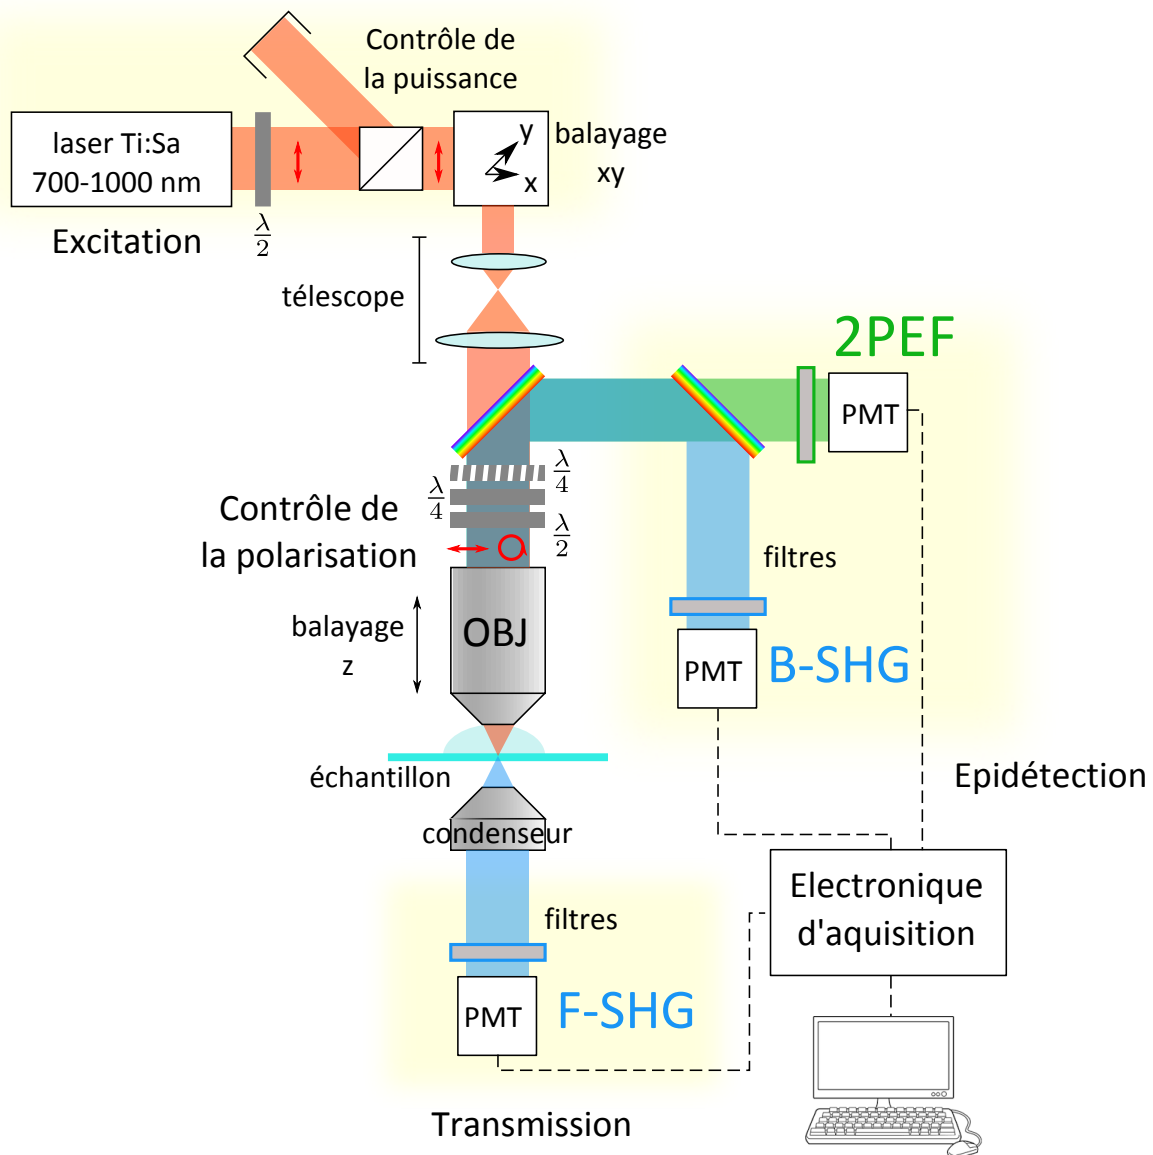 Contrôle de
la puissance
laser Ti:Sa
700-1000 nm
y
x
balayage
xy
Excitation
λ
2
télescope
2PEF
PMT
λ
4
λ
4
λ
2
Contrôle de
la polarisation
filtres
balayage
z
OBJ
PMT
B-SHG
échantillon
Epidétection
condenseur
Electronique
d'aquisition
filtres
PMT
F-SHG
Transmission